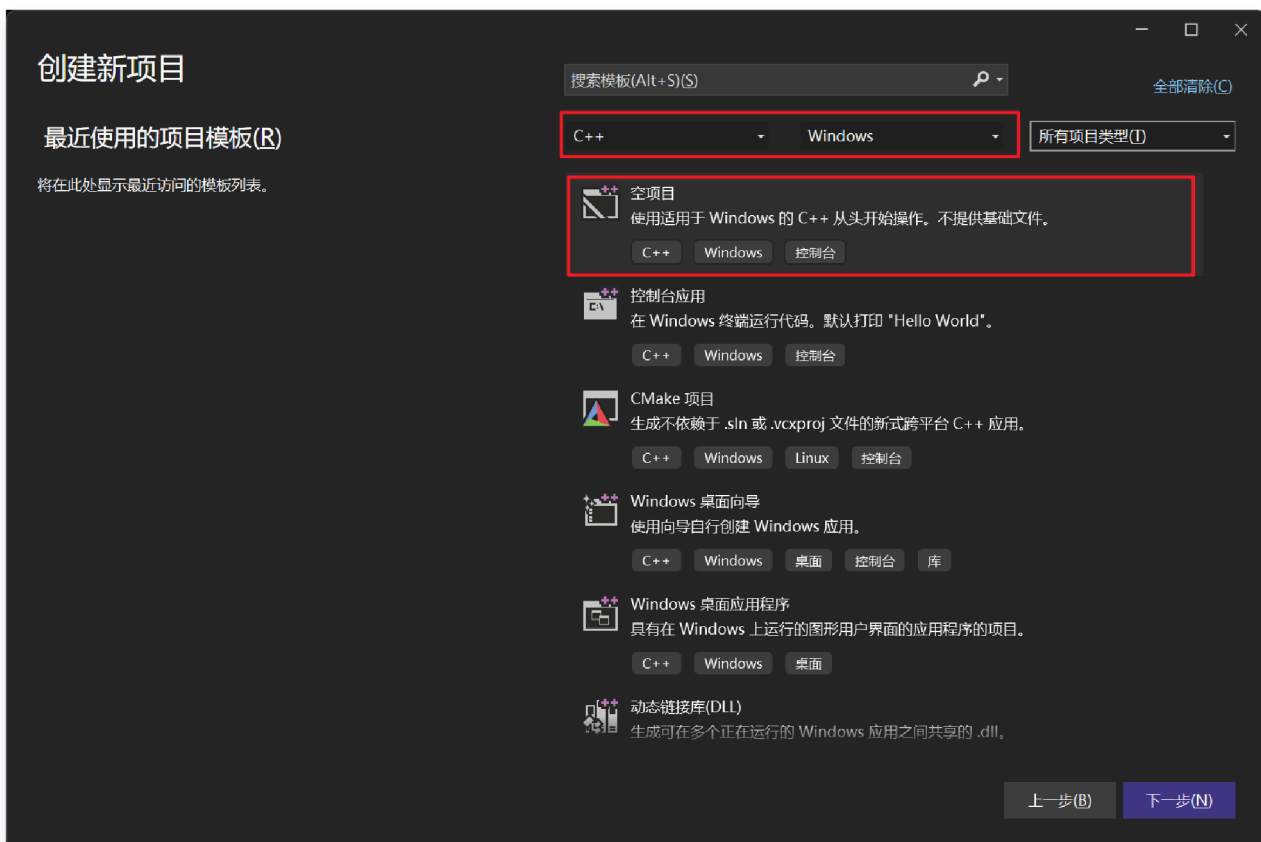 创建新项目
搜索模板(Alt+S)(S)
全部清除(C)
最近使用的项目模板(R)
C++
Windows
所有项目类型(T)
将在此处显示最近访问的模板列表。
空项目
使用适用于 Windows 的 C++ 从头开始操作。不提供基础文件。
C++ Windows 控制台
控制台应用
在 Windows 终端运行代码。默认打印 "Hello World"。
C++ Windows 控制台
CMake 项目
生成不依赖于 .sln 或 .vcxproj 文件的新式跨平台 C++ 应用。
C++ Windows Linux 控制台
Windows 桌面向导
使用向导自行创建 Windows 应用。
C++ Windows 桌面 控制台 库
Windows 桌面应用程序
具有在 Windows 上运行的图形用户界面的应用程序的项目。
C++ Windows 桌面
动态链接库(DLL)
生成可在多个正在运行的 Windows 应用之间共享的 .dll。
上一步(B)
下一步(N)